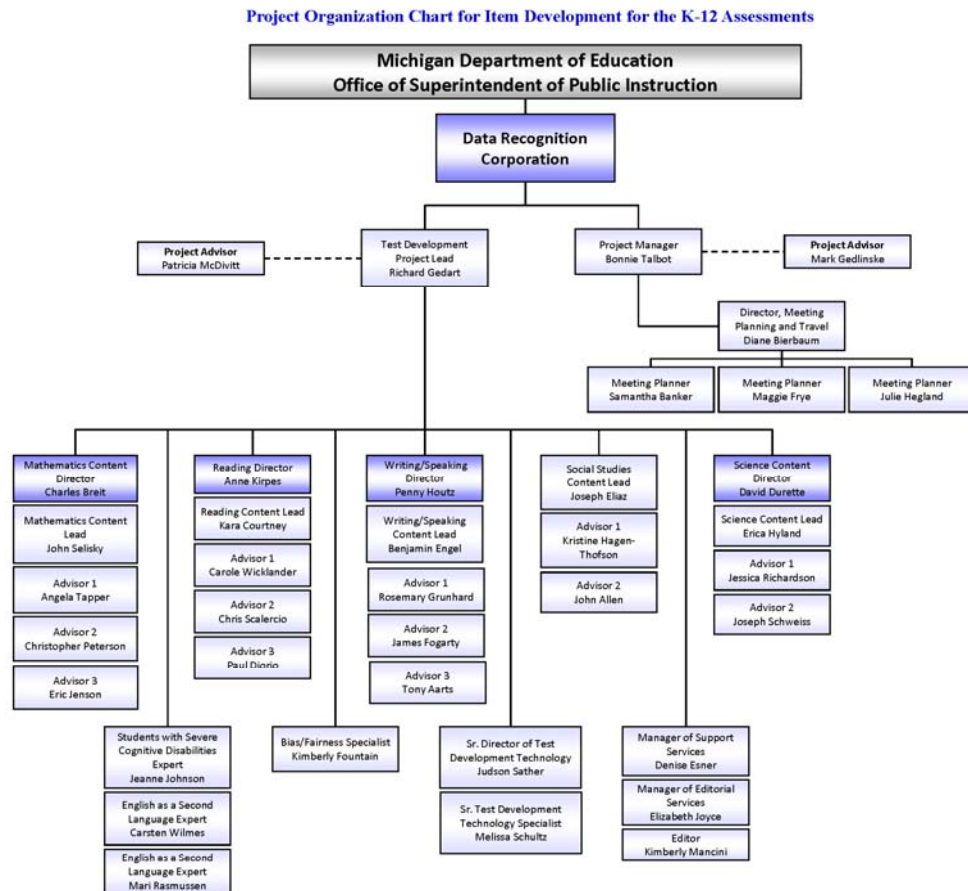 Project Organization Chart for Item Development for the K-12 Assessments
Michigan Department of Education
Office of Superintendent of Public Instruction
Data Recognition
Corporation
Project Advisor
Patricia McDivitt
Test Development
Project Lead
Richard Gedart
Project Manager
Bonnie Talbot
Project Advisor
Mark Gedlinske
Director, Meeting
Planning and Travel
Diane Bierbaum
Meeting Planner
Samantha Banker
Meeting Planner
Maggie Frye
Meeting Planner
Julie Hegland
Mathematics Content
Director
Charles Breit
Mathematics Content
Lead
John Selisky
Advisor 1
Angela Tapper
Advisor 2
Christopher Peterson
Advisor 3
Eric Jenson
Reading Director
Anne Kirpes
Reading Content Lead
Kara Courtney
Advisor 1
Carole Wicklander
Advisor 2
Chris Scalercio
Advisor 3
Paul Diorio
Writing/Speaking
Director
Penny Houtz
Writing/Speaking
Content Lead
Benjamin Engel
Advisor 1
Rosemary Grunhard
Advisor 2
James Fogarty
Advisor 3
Tony Aarts
Social Studies
Content Lead
Joseph Eliaz
Advisor 1
Kristine Hagen-
Thofson
Advisor 2
John Allen
Science Content
Director
David Durette
Science Content Lead
Erica Hyland
Advisor 1
Jessica Richardson
Advisor 2
Joseph Schweiss
Students with Severe
Cognitive Disabilities
Expert
Jeanne Johnson
English as a Second
Language Expert
Carsten Wilmes
English as a Second
Language Expert
Mari Rasmussen
Bias/Fairness Specialist
Kimberly Fountain
Sr. Director of Test
Development Technology
Judson Sather
Sr. Test Development
Technology Specialist
Melissa Schultz
Manager of Support
Services
Denise Esner
Manager of Editorial
Services
Elizabeth Joyce
Editor
Kimberly Mancini